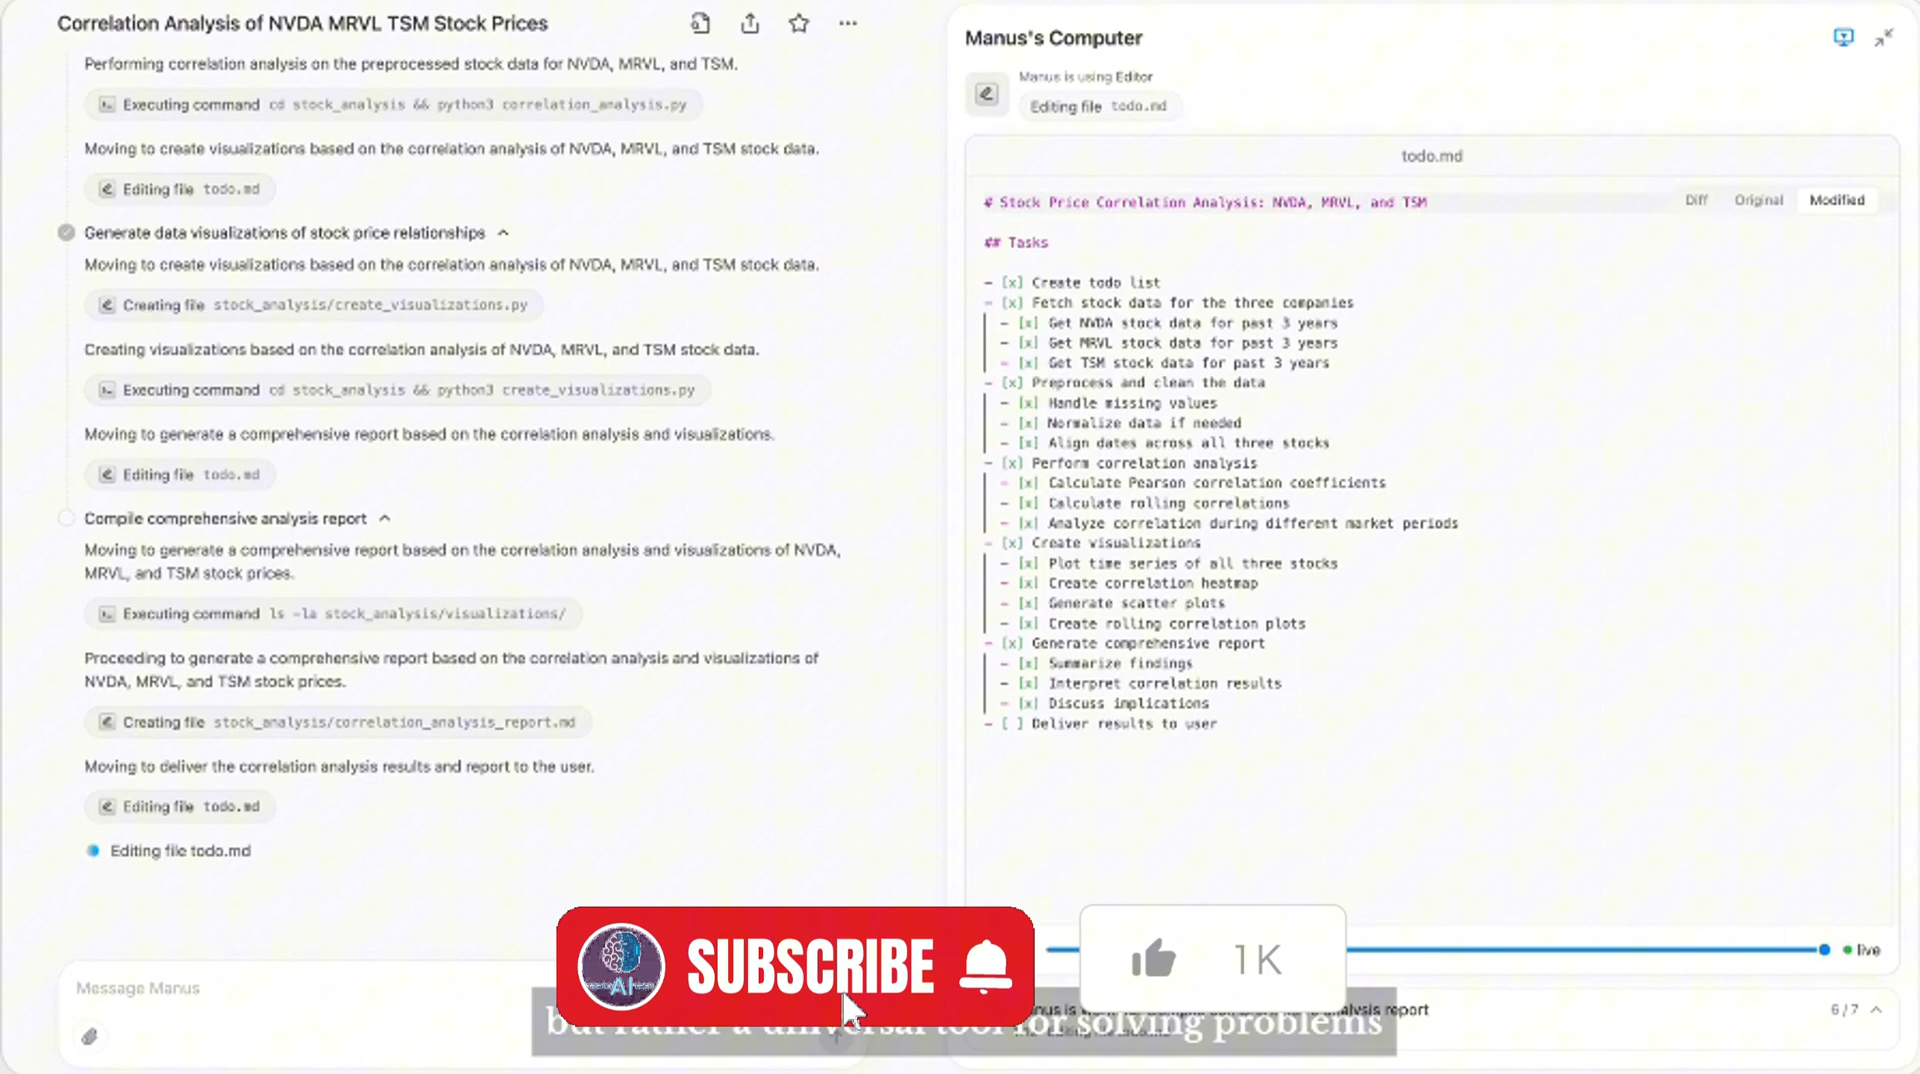 Correlation Analysis of NVDA MRVL TSM Stock Prices
Performing correlation analysis on the preprocessed stock data for NVDA, MRVL, and TSM.
Executing command cd stock_analysis && python3 correlation_analysis.py
Moving to create visualizations based on the correlation analysis of NVDA, MRVL, and TSM stock data.
Editing file todo.md
Generate data visualizations of stock price relationships
Moving to create visualizations based on the correlation analysis of NVDA, MRVL, and TSM stock data.
Creating file stock_analysis/create_visualizations.py
Creating visualizations based on the correlation analysis of NVDA, MRVL, and TSM stock data.
Executing command cd stock_analysis && python3 create_visualizations.py
Moving to generate a comprehensive report based on the correlation analysis and visualizations.
Editing file todo.md
Compile comprehensive analysis report
Moving to generate a comprehensive report based on the correlation analysis and visualizations of NVDA,
MRVL, and TSM stock prices.
Executing command ls -la stock_analysis/visualizations/
Proceeding to generate a comprehensive report based on the correlation analysis and visualizations of
NVDA, MRVL, and TSM stock prices.
Creating file stock_analysis/correlation_analysis_report.md
Moving to deliver the correlation analysis results and report to the user.
Editing file todo.md
Editing file todo.md
Message Manus
Manus's Computer
Manus is using Editor
Editing file todo.md
todo.md
Diff Original Modified
# Stock Price Correlation Analysis: NVDA, MRVL, and TSM
## Tasks
- [x] Create todo list
- [x] Fetch stock data for the three companies
- [x] Get NVDA stock data for past 3 years
- [x] Get MRVL stock data for past 3 years
- [x] Get TSM stock data for past 3 years
- [x] Preprocess and clean the data
- [x] Handle missing values
- [x] Normalize data if needed
- [x] Align dates across all three stocks
- [x] Perform correlation analysis
- [x] Calculate Pearson correlation coefficients
- [x] Calculate rolling correlations
- [x] Analyze correlation during different market periods
- [x] Create visualizations
- [x] Plot time series of all three stocks
- [x] Create correlation heatmap
- [x] Generate scatter plots
- [x] Create rolling correlation plots
- [x] Generate comprehensive report
- [x] Summarize findings
- [x] Interpret correlation results
- [x] Discuss implications
- [ ] Deliver results to user
live
AI
SUBSCRIBE
1K
report
6/7
but rather a universal tool for solving problems